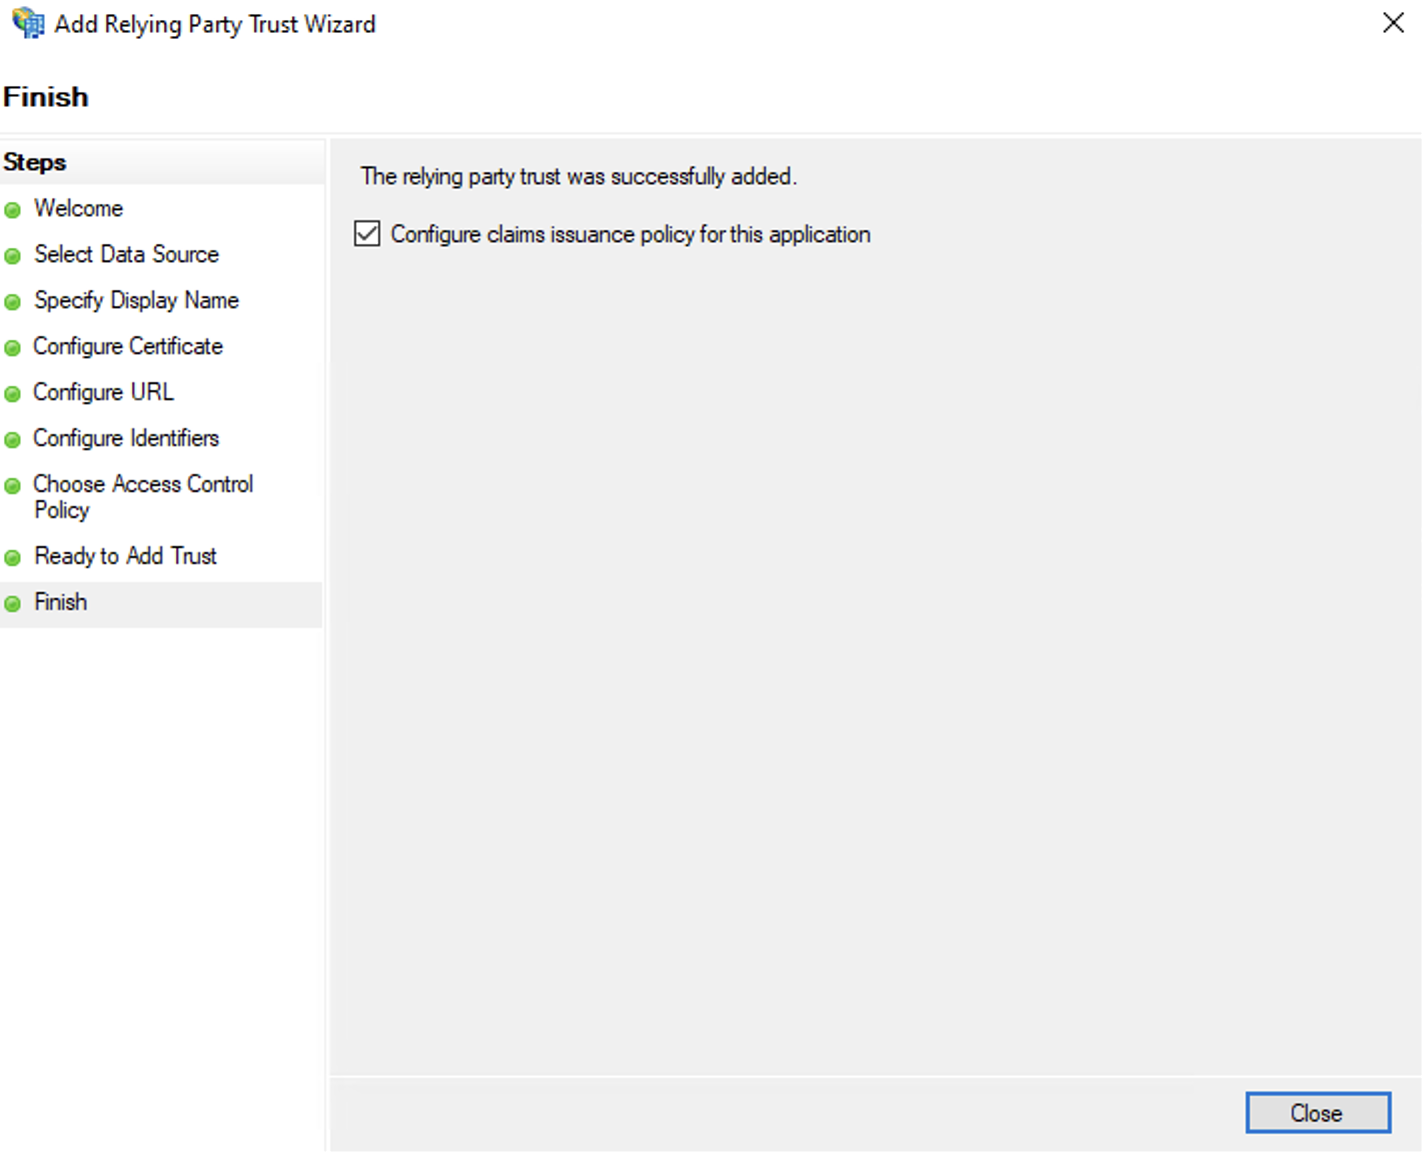 Add Relying Party Trust Wizard
Finish
Steps
Welcome
Select Data Source
Specify Display Name
Configure Certificate
Configure URL
Configure Identifiers
Choose Access Control
Policy
Ready to Add Trust
Finish
The relying party trust was successfully added.
Configure claims issuance policy for this application
Close